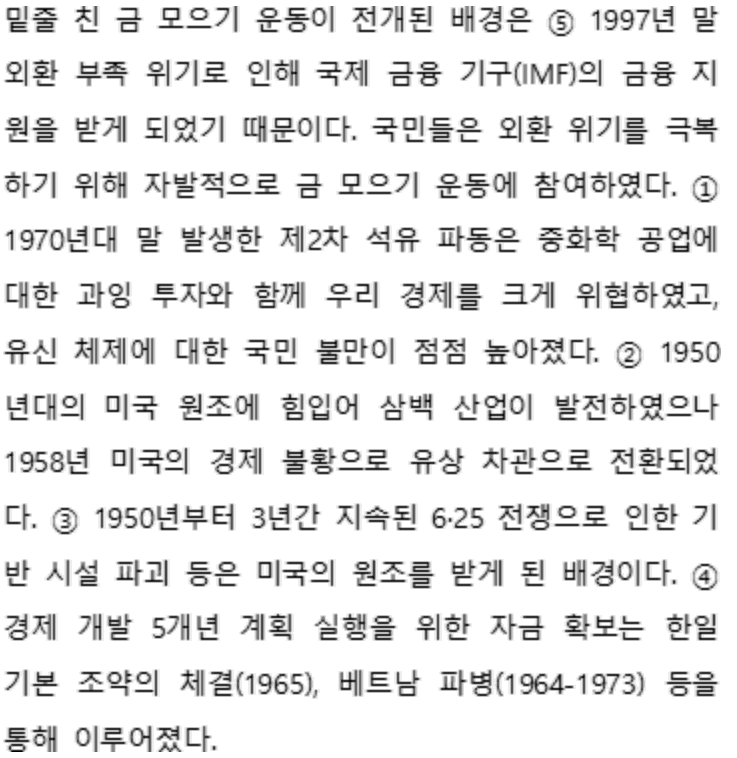 밑줄 친 금 모으기 운동이 전개된 배경은 ⑤ 1997년 말
외환 부족 위기로 인해 국제 금융 기구(IMF)의 금융 지
원을 받게 되었기 때문이다. 국민들은 외환 위기를 극복
하기 위해 자발적으로 금 모으기 운동에 참여하였다. ①
1970년대 말 발생한 제2차 석유 파동은 중화학 공업에
대한 과잉 투자와 함께 우리 경제를 크게 위협하였고,
유신 체제에 대한 국민 불만이 점점 높아졌다. ② 1950
년대의 미국 원조에 힘입어 삼백 산업이 발전하였으나
1958년 미국의 경제 불황으로 유상 차관으로 전환되었
다. ③ 1950년부터 3년간 지속된 6·25 전쟁으로 인한 기
반 시설 파괴 등은 미국의 원조를 받게 된 배경이다. ④
경제 개발 5개년 계획 실행을 위한 자금 확보는 한일
기본 조약의 체결(1965), 베트남 파병(1964-1973) 등을
통해 이루어졌다.